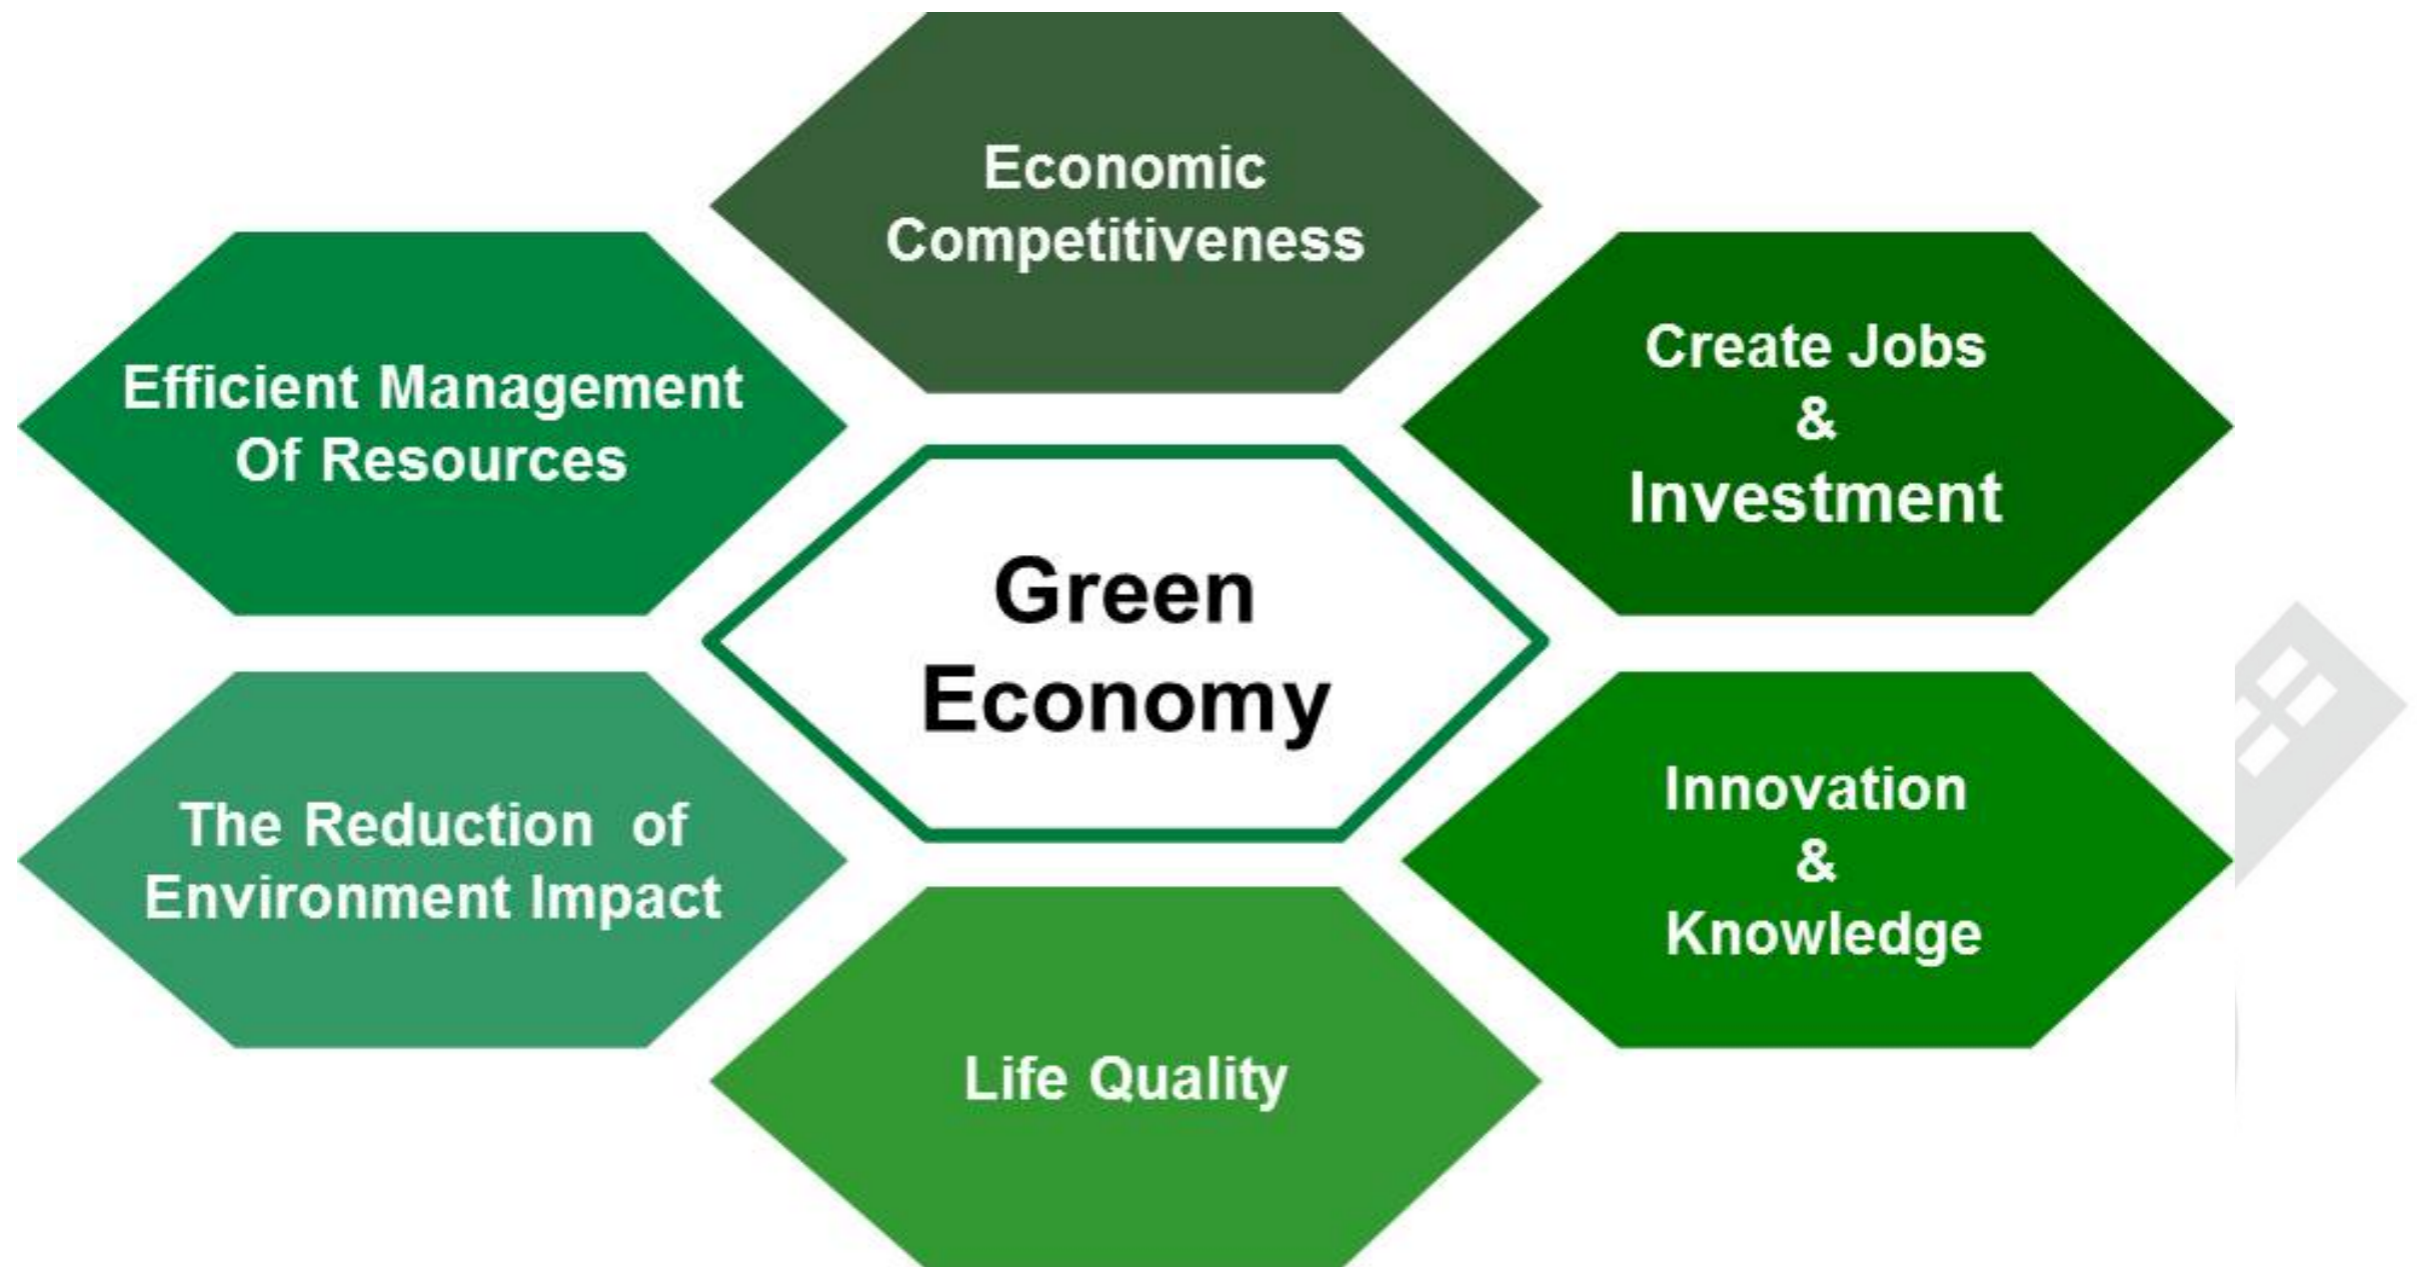 Economic
Competitiveness
Create Jobs
&
Investment
Innovation
&
Knowledge
Life Quality
The Reduction  of
Environment Impact
Efficient Management
Of Resources
Green
Economy